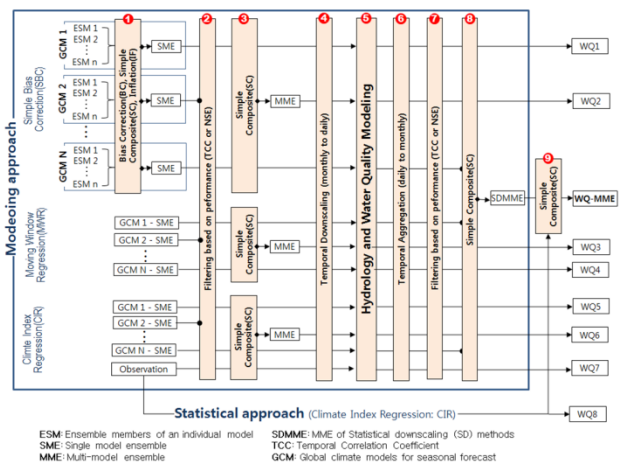 Modeoing approach
Simple Bias
Correction(SBC)
Moving Window
Regression(MWR)
Climte Index
Regression(CIR)
GCM 1
ESM 1
ESM 2
ESM n
GCM 2
ESM 1
ESM 2
ESM n
GCM N
ESM 1
ESM 2
ESM n
1
Bias Correction(BC), Simple
Composite(SC), Inflation(IF)
SME
SME
SME
GCM 1 - SME
GCM 2 - SME
GCM N - SME
GCM 1 - SME
GCM 2 - SME
GCM N - SME
Observation
2
Filtering based on peformance (TCC or NSE)
3
Simple
Composite(SC)
Simple
Composite(SC)
Simple
Composite(SC)
MME
MME
MME
4
Temporal Downscaling (monthly to daily)
5
Hydrology and Water Quality Modeling
6
Temporal Aggregation (daily to monthly)
7
Filtering based on peformance (TCC or NSE)
8
Simple Composite(SC)
SDMME
9
Simple
Composite(SC)
WQ1
WQ2
WQ-MME
WQ3
WQ4
WQ5
WQ6
WQ7
WQ8
Statistical approach (Climate Index Regression: CIR)
ESM: Ensemble members of an individual model
SME: Single model ensemble
MME: Multi-model ensemble
SDMME: MME of Statistical downscaling (SD) methods
TCC: Temporal Correlation Coefficient
GCM: Global climate models for seasonal forecast